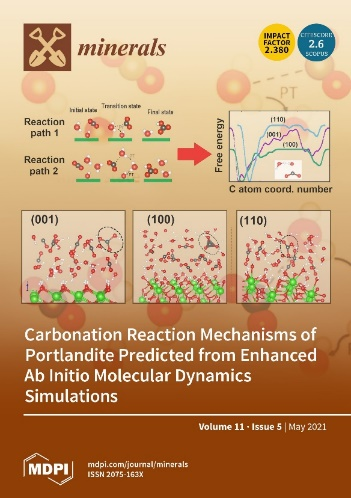 minerals
IMPACT
FACTOR
2.380
CITESCORE
2.6
SCOPUS
Initial state
Transition state
Final state
Reaction
path 1
Reaction
path 2
Free energy
(110)
(001)
(100)
C atom coord. number
PT
(001)
(100)
(110)
Carbonation Reaction Mechanisms of
Portlandite Predicted from Enhanced
Ab Initio Molecular Dynamics
Simulations
Volume 11 · Issue 5 | May 2021
MDPI
mdpi.com/journal/minerals
ISSN 2075-163X